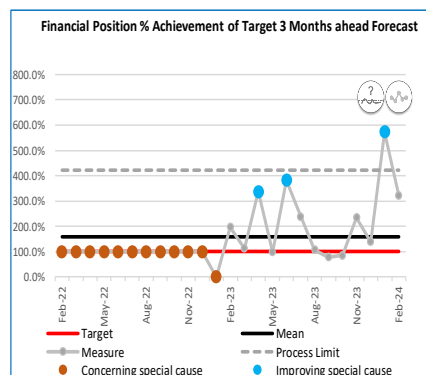 Financial Position % Achievement of Target 3 Months ahead Forecast
800.0%
700.0%
600.0%
500.0%
400.0%
300.0%
200.0%
100.0%
0.0%
?
Feb-22
May-22
Aug-22
Nov-22
Feb-23
May-23
Aug-23
Nov-23
Feb-24
Target
Mean
Measure
Process Limit
Concerning special cause
Improving special cause